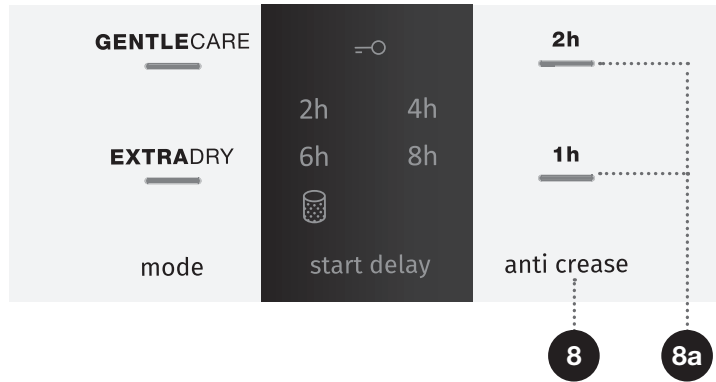 GENTLECARE
EXTRADRY
mode
2h 4h
6h 8h
start delay
2h
1h
anti crease
8 8a